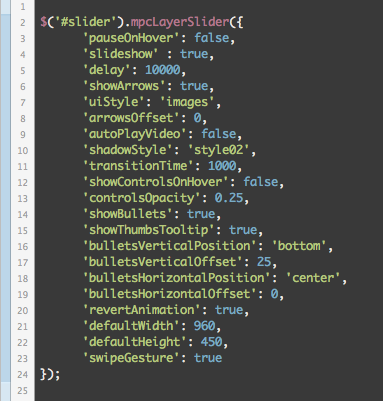 1
2 $('#slider').mpcLayerSlider({
3 'pauseOnHover': false,
4 'slideshow' : true,
5 'delay': 10000,
6 'showArrows': true,
7 'uiStyle': 'images',
8 'arrowsOffset': 0,
9 'autoPlayVideo': false,
10 'shadowStyle': 'style02',
11 'transitionTime': 1000,
12 'showControlsOnHover': false,
13 'controlsOpacity': 0.25,
14 'showBullets': true,
15 'showThumbsTooltip': true,
16 'bulletsVerticalPosition': 'bottom',
17 'bulletsVerticalOffset': 25,
18 'bulletsHorizontalPosition': 'center',
19 'bulletsHorizontalOffset': 0,
20 'revertAnimation': true,
21 'defaultWidth': 960,
22 'defaultHeight': 450,
23 'swipeGesture': true
24 });
25